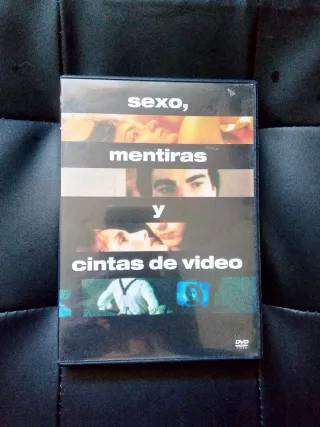 sexo,
mentiras
y
cintas de video
DVD